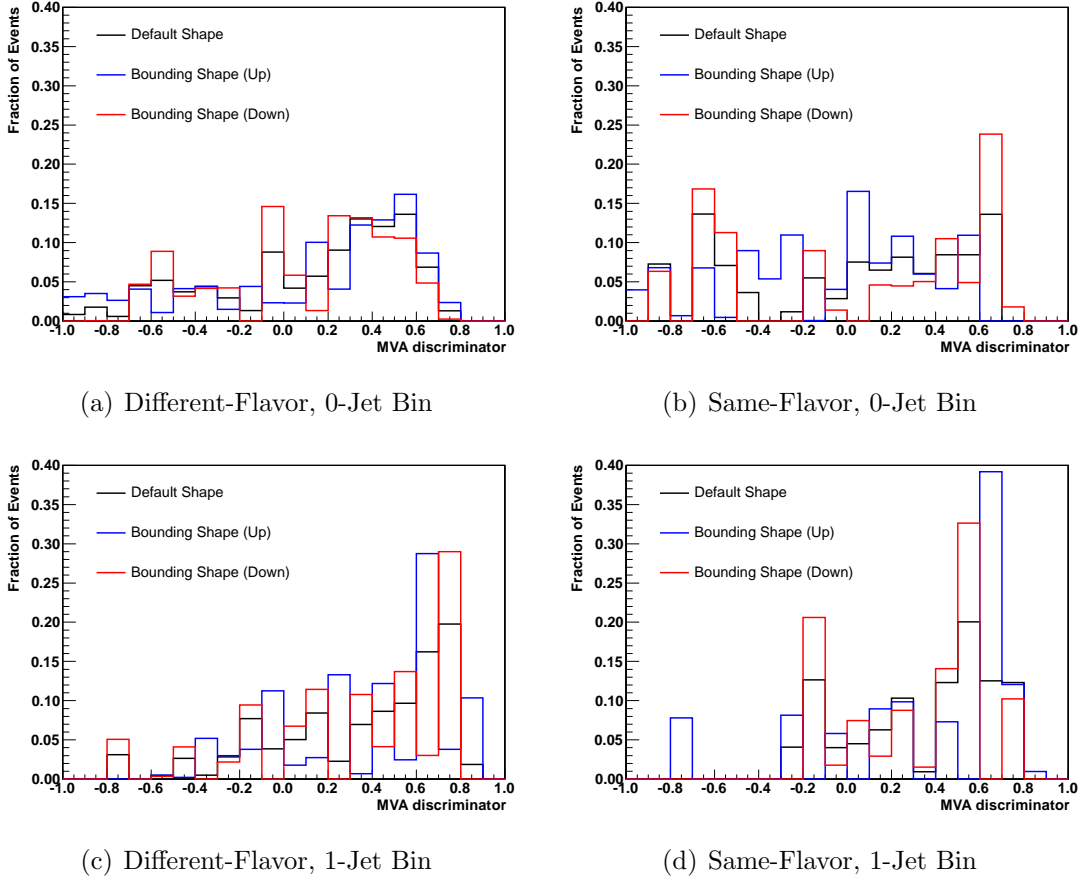 0.40
0.35
0.30
0.25
0.20
0.15
0.10
0.05
0.00
Fraction of Events
Default Shape
Bounding Shape (Up)
Bounding Shape (Down)
-1.0 -0.8 -0.6 -0.4 -0.2 0.0 0.2 0.4 0.6 0.8 1.0
MVA discriminator
(a) Different-Flavor, 0-Jet Bin
0.40
0.35
0.30
0.25
0.20
0.15
0.10
0.05
0.00
Fraction of Events
Default Shape
Bounding Shape (Up)
Bounding Shape (Down)
-1.0 -0.8 -0.6 -0.4 -0.2 0.0 0.2 0.4 0.6 0.8 1.0
MVA discriminator
(b) Same-Flavor, 0-Jet Bin
0.40
0.35
0.30
0.25
0.20
0.15
0.10
0.05
0.00
Fraction of Events
Default Shape
Bounding Shape (Up)
Bounding Shape (Down)
-1.0 -0.8 -0.6 -0.4 -0.2 0.0 0.2 0.4 0.6 0.8 1.0
MVA discriminator
(c) Different-Flavor, 1-Jet Bin
0.40
0.35
0.30
0.25
0.20
0.15
0.10
0.05
0.00
Fraction of Events
Default Shape
Bounding Shape (Up)
Bounding Shape (Down)
-1.0 -0.8 -0.6 -0.4 -0.2 0.0 0.2 0.4 0.6 0.8 1.0
MVA discriminator
(d) Same-Flavor, 1-Jet Bin